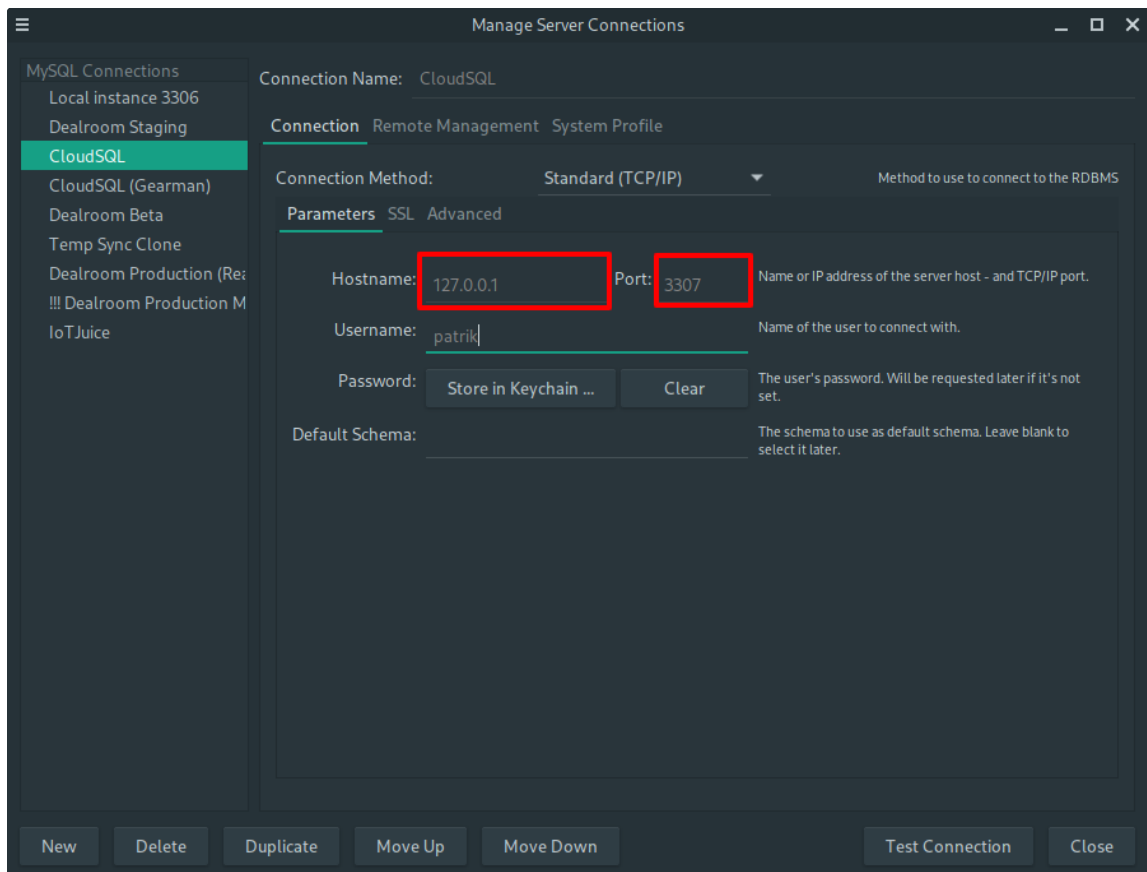 Manage Server Connections
MySQL Connections
Local instance 3306
Dealroom Staging
CloudSQL
CloudSQL (Gearman)
Dealroom Beta
Temp Sync Clone
Dealroom Production (Rea
!!! Dealroom Production M
IoTJuice
Connection Name: CloudSQL
Connection Remote Management System Profile
Connection Method: Standard (TCP/IP) Method to use to connect to the RDBMS
Parameters SSL Advanced
Hostname: 127.0.0.1 Port: 3307 Name or IP address of the server host - and TCP/IP port.
Username: patrik Name of the user to connect with.
Password: Store in Keychain ... Clear The user's password. Will be requested later if it's not
set.
Default Schema: The schema to use as default schema. Leave blank to
select it later.
New Delete Duplicate Move Up Move Down Test Connection Close